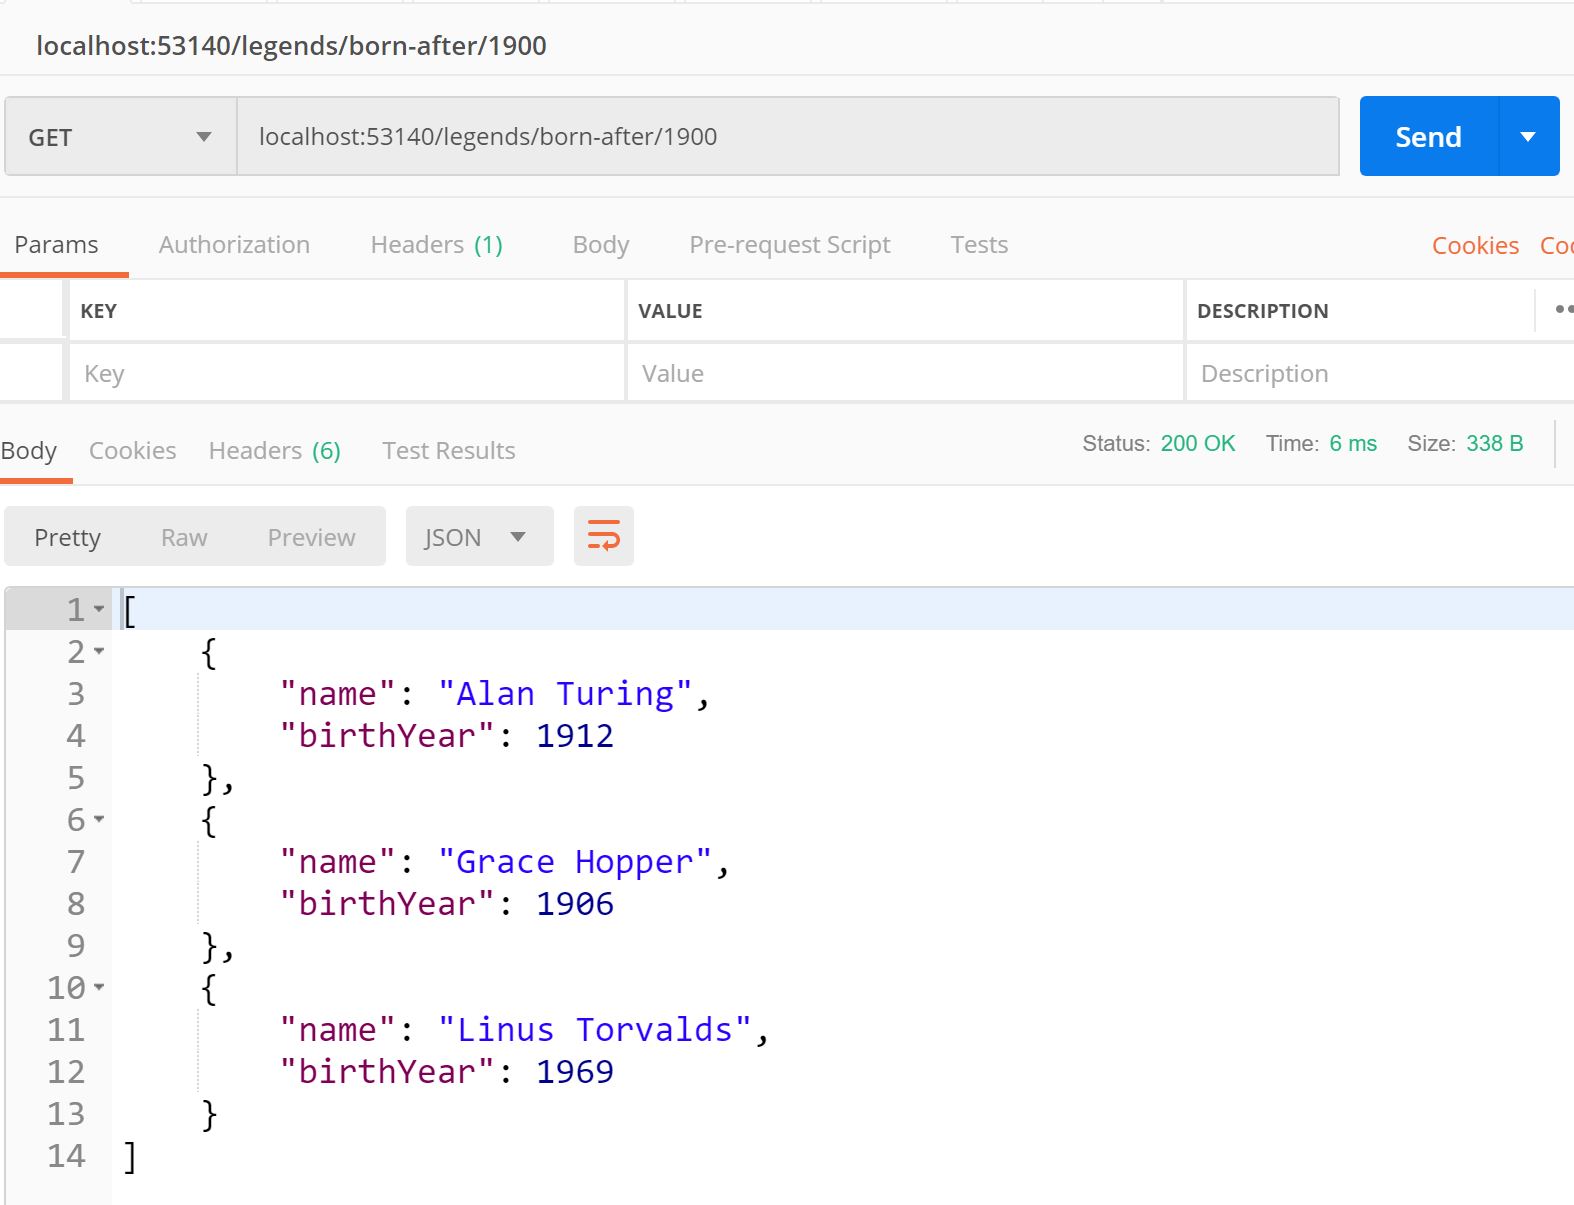 localhost:53140/legends/born-after/1900
GET localhost:53140/legends/born-after/1900 Send
Params Authorization Headers (1) Body Pre-request Script Tests Cookies
KEY VALUE DESCRIPTION
Key Value Description
Body Cookies Headers (6) Test Results Status: 200 OK Time: 6 ms Size: 338 B
Pretty Raw Preview JSON
1 [
2 {
3 "name": "Alan Turing",
4 "birthYear": 1912
5 },
6 {
7 "name": "Grace Hopper",
8 "birthYear": 1906
9 },
10 {
11 "name": "Linus Torvalds",
12 "birthYear": 1969
13 }
14 ]